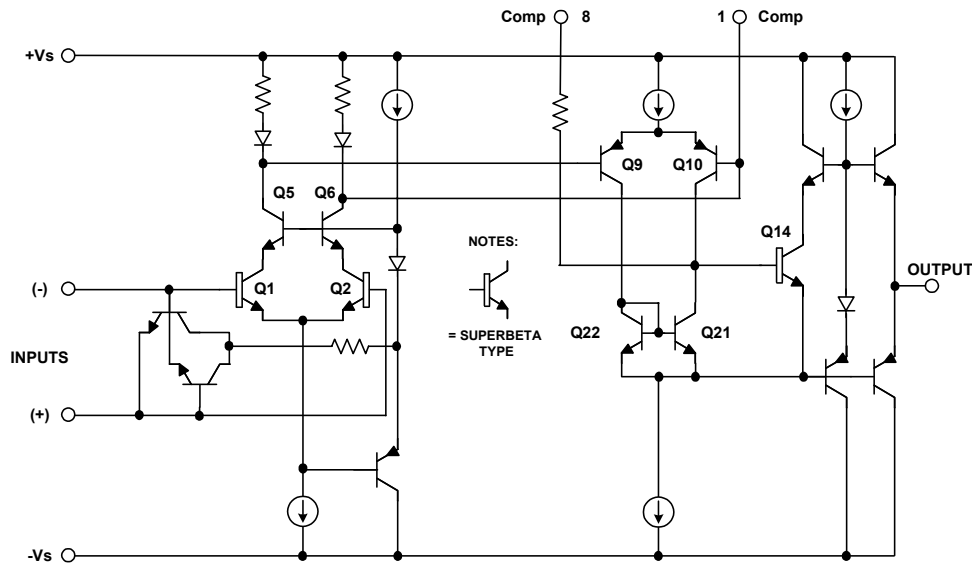 Comp 8
1 Comp
+Vs
Q9
Q10
Q5
Q6
Q14
NOTES:
OUTPUT
(-)
Q1
Q2
= SUPERBETA
TYPE
Q22
Q21
INPUTS
(+)
-Vs